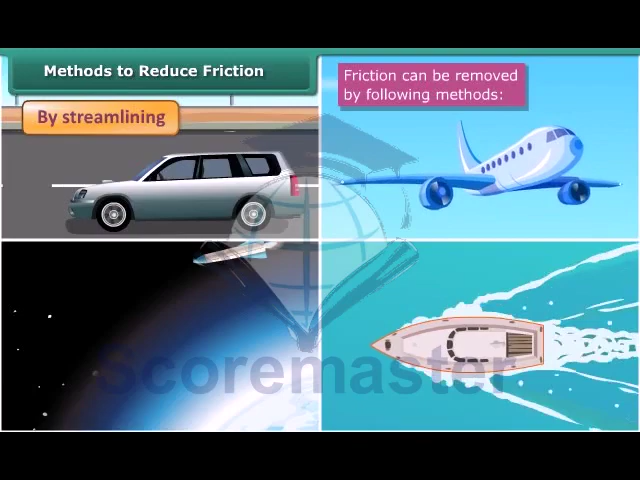 Methods to Reduce Friction
By streamlining
Friction can be removed
by following methods:
Scoremaster